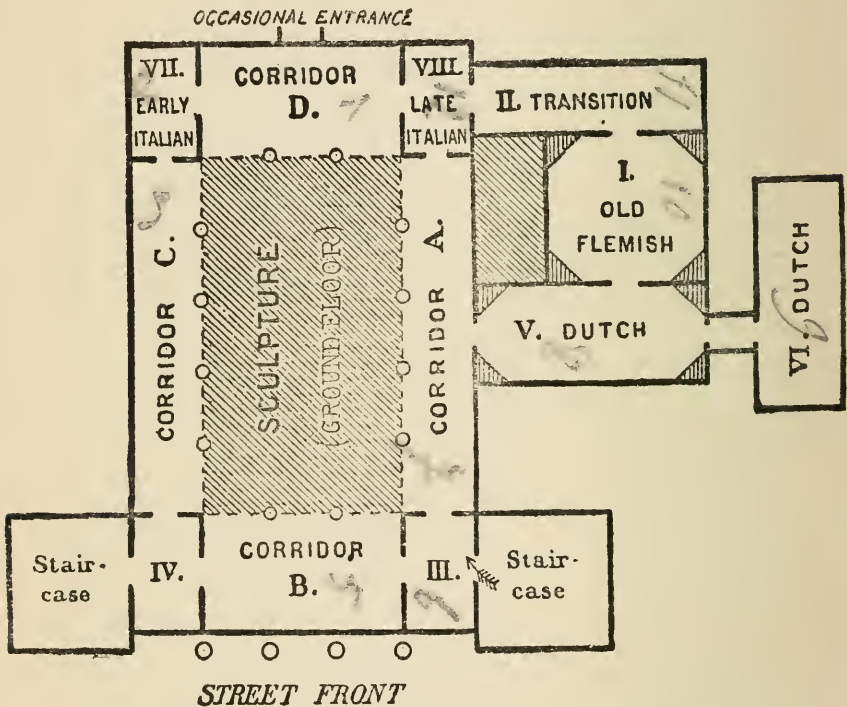 OCCASIONAL ENTRANCE
VII.
EARLY
ITALIAN
CORRIDOR
D.
VIII.
LATE
ITALIAN
II. TRANSITION
I.
OLD
FLEMISH
CORRIDOR C.
SCULPTURE
(GROUND FLOOR)
CORRIDOR A.
V. DUTCH
VI. DUTCH
Stair-
case
IV.
CORRIDOR
B.
III.
Stair-
case
STREET FRONT